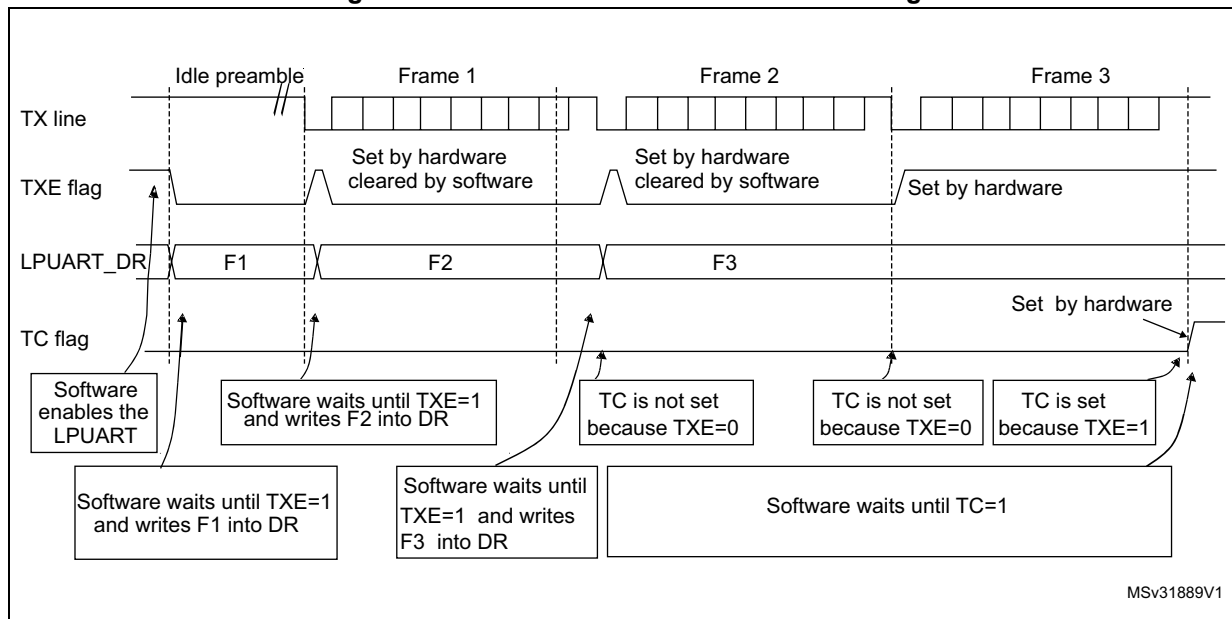 Idle preamble Frame 1 Frame 2 Frame 3
TX line
Set by hardware
cleared by software
Set by hardware
cleared by software
TXE flag
Set by hardware
LPUART_DR F1 F2 F3
Set by hardware
TC flag
Software
enables the
LPUART
Software waits until TXE=1
and writes F2 into DR
TC is not set
because TXE=0
TC is not set
because TXE=0
TC is set
because TXE=1
Software waits until TXE=1
and writes F1 into DR
Software waits until
TXE=1 and writes
F3 into DR
Software waits until TC=1
MSv31889V1